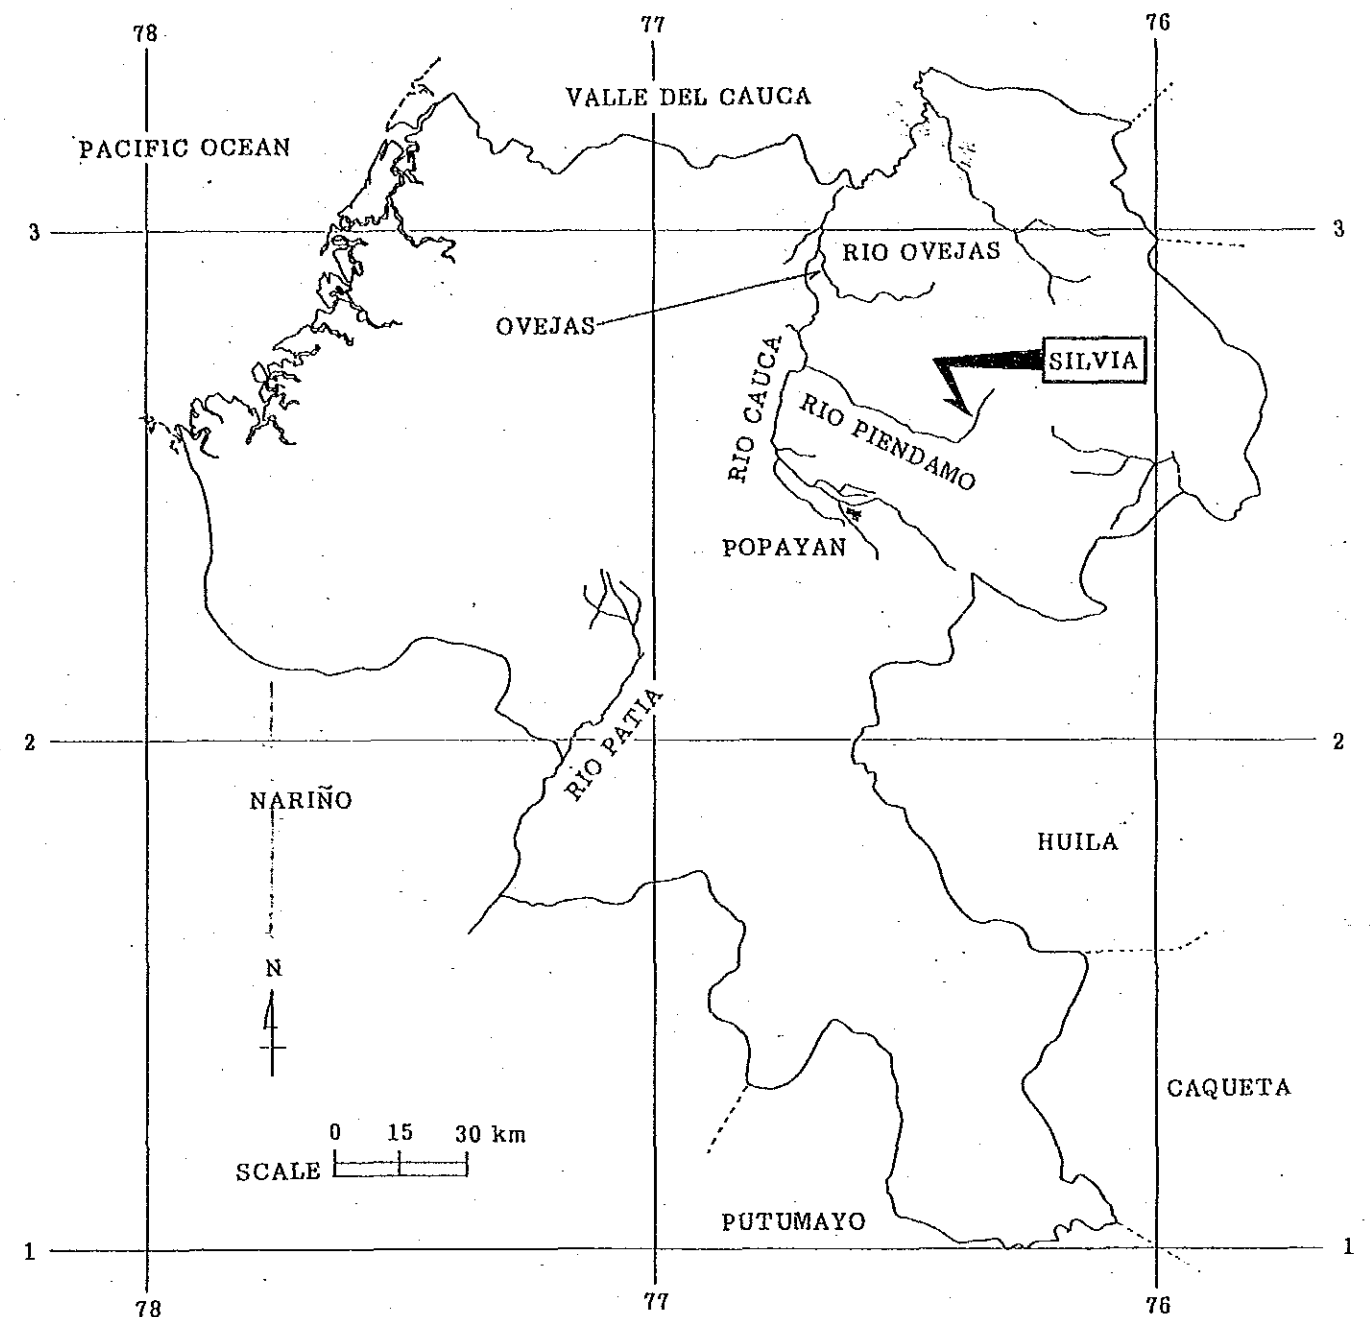 78 77 76
VALLE DEL CAUCA
PACIFIC OCEAN
3 3
RIO OVEJAS
OVEJAS
SILVIA
RIO CAUCA
RIO PIENDAMO
POPAYAN
RIO PATIA
2 2
NARIÑO
HUILA
N
CAQUETA
0 15 30 km
SCALE
PUTUMAYO
1 1
78 77 76